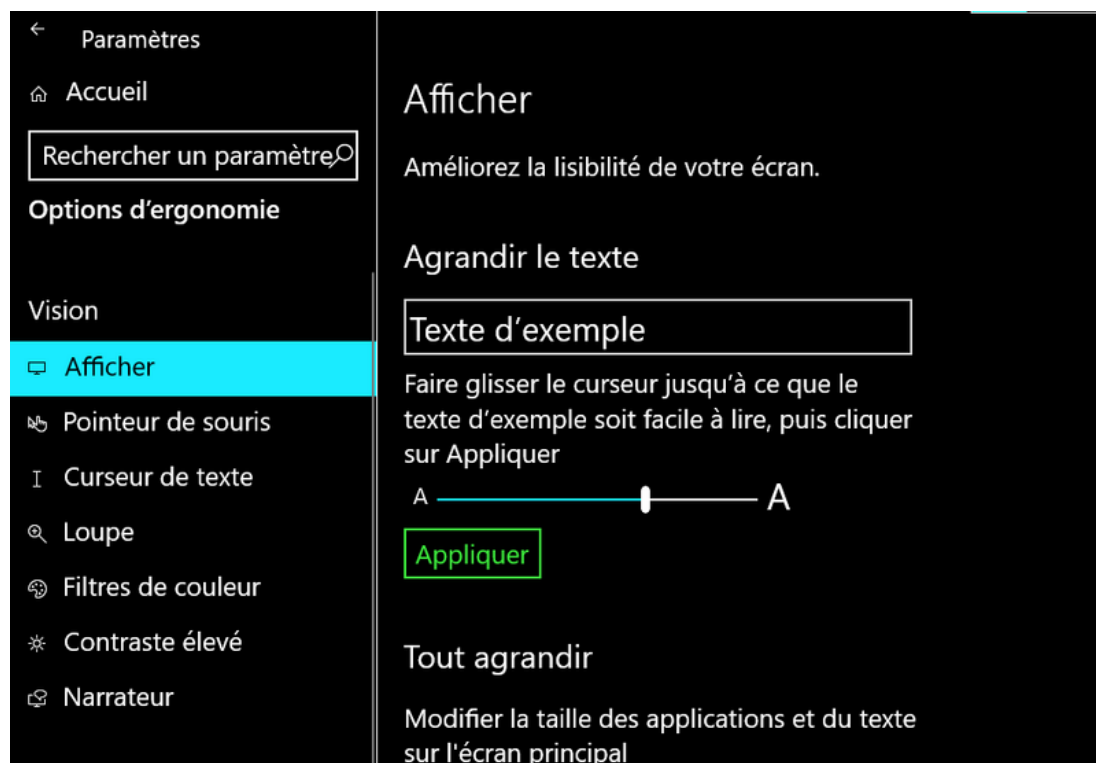 Paramètres
Accueil
Rechercher un paramètre
Options d’ergonomie
Vision
Afficher
Pointeur de souris
Curseur de texte
Loupe
Filtres de couleur
Contraste élevé
Narrateur
Afficher
Améliorez la lisibilité de votre écran.
Agrandir le texte
Texte d’exemple
Faire glisser le curseur jusqu’à ce que le
texte d’exemple soit facile à lire, puis cliquer
sur Appliquer
A A
Appliquer
Tout agrandir
Modifier la taille des applications et du texte
sur l'écran principal